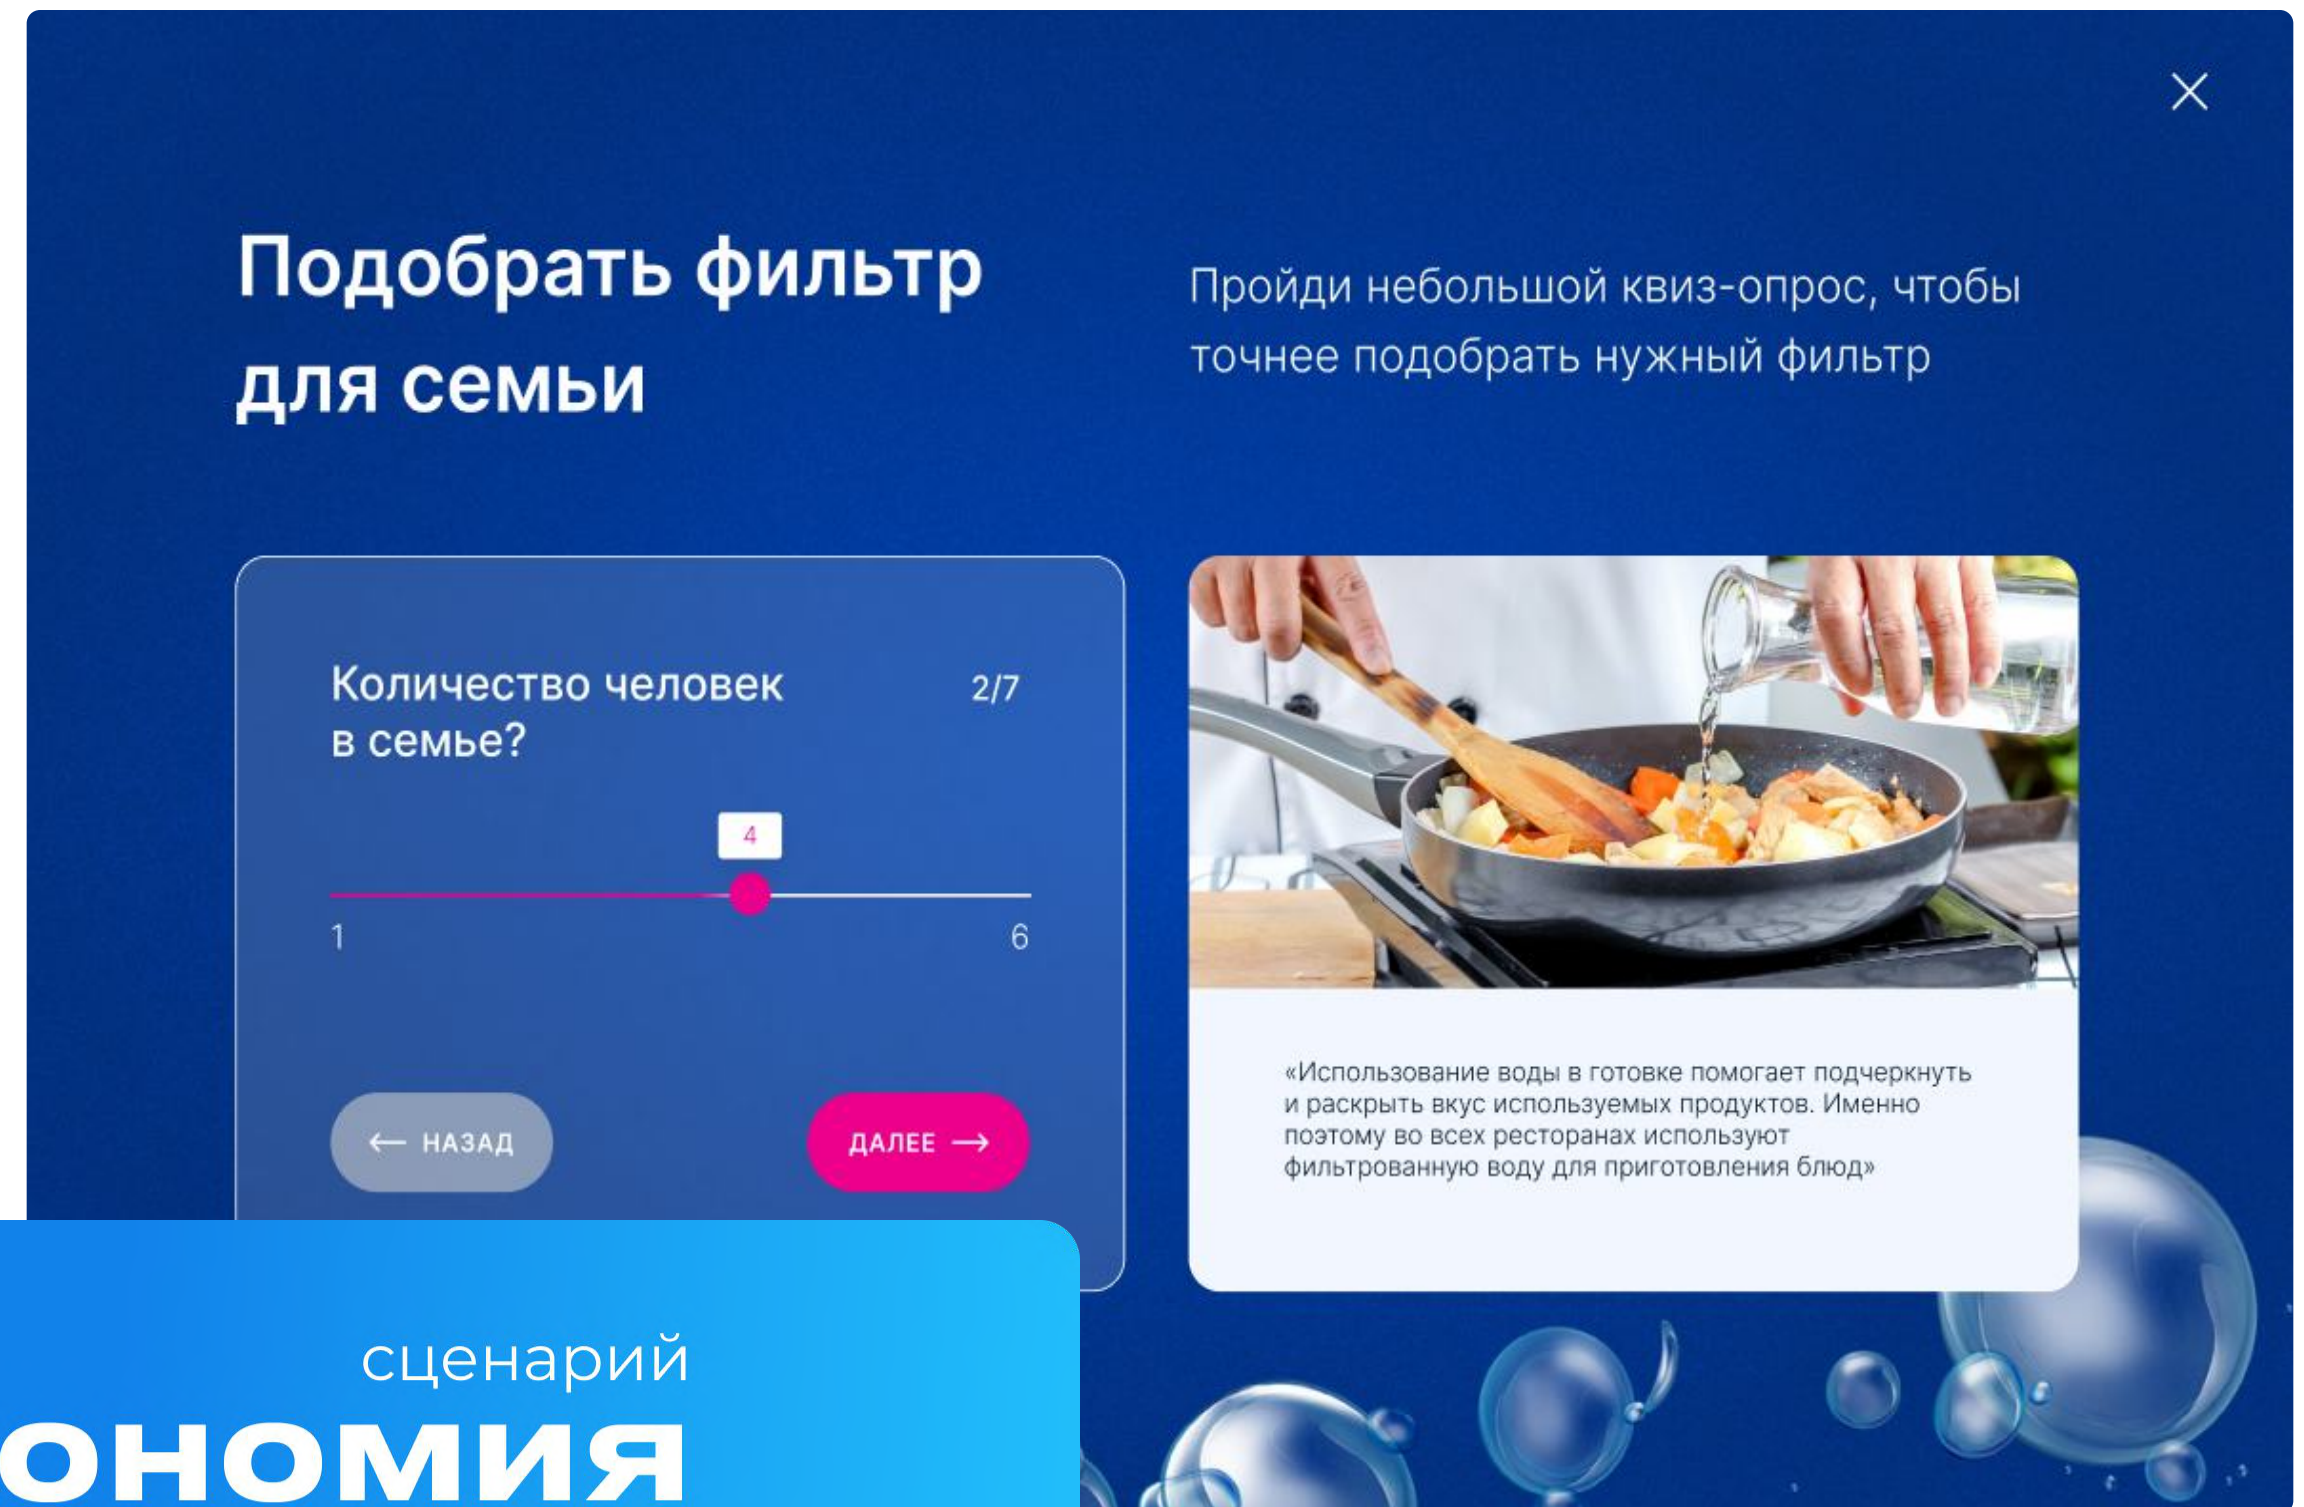 Подобрать фильтр
для семьи
Пройди небольшой квиз-опрос, чтобы
точнее подобрать нужный фильтр
Количество человек
в семье?
2/7
4
1
6
← НАЗАД
ДАЛЕЕ →
«Использование воды в готовке помогает подчеркнуть
и раскрыть вкус используемых продуктов. Именно
поэтому во всех ресторанах используют
фильтрованную воду для приготовления блюд»
сценарий
ономия